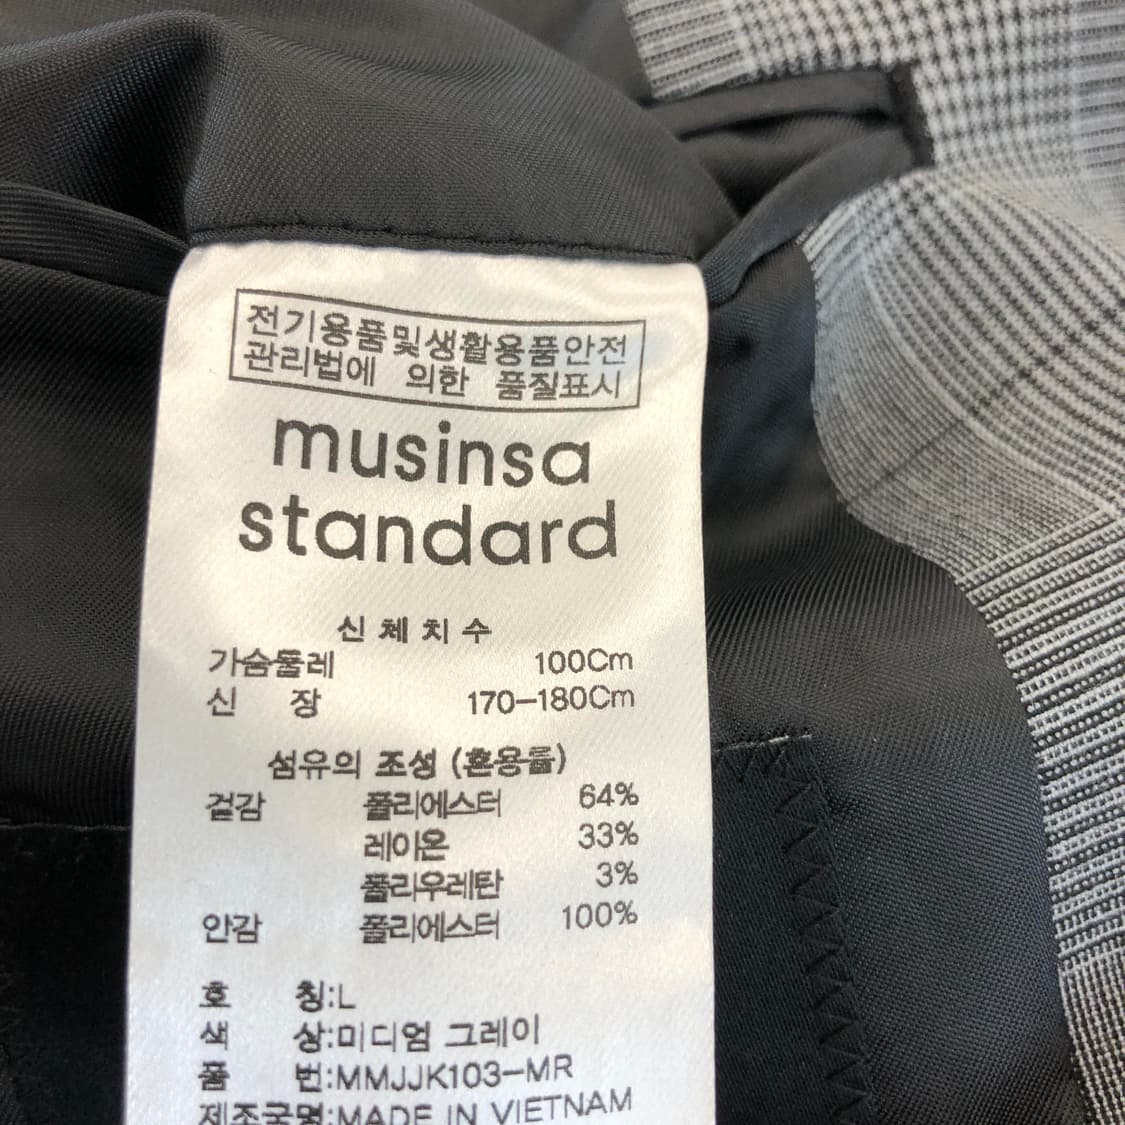 전기용품및생활용품안전
관리법에 의한 품질표시
musinsa
standard
신체치수
가슴둘레 100Cm
신 장 170-180Cm
섬유의 조성 (혼용률)
겉감 폴리에스터 64%
레이온 33%
폴리우레탄 3%
안감 폴리에스터 100%
호 칭:L
색 상:미디엄 그레이
품 번:MMJJK103-MR
제조국명:MADE IN VIETNAM